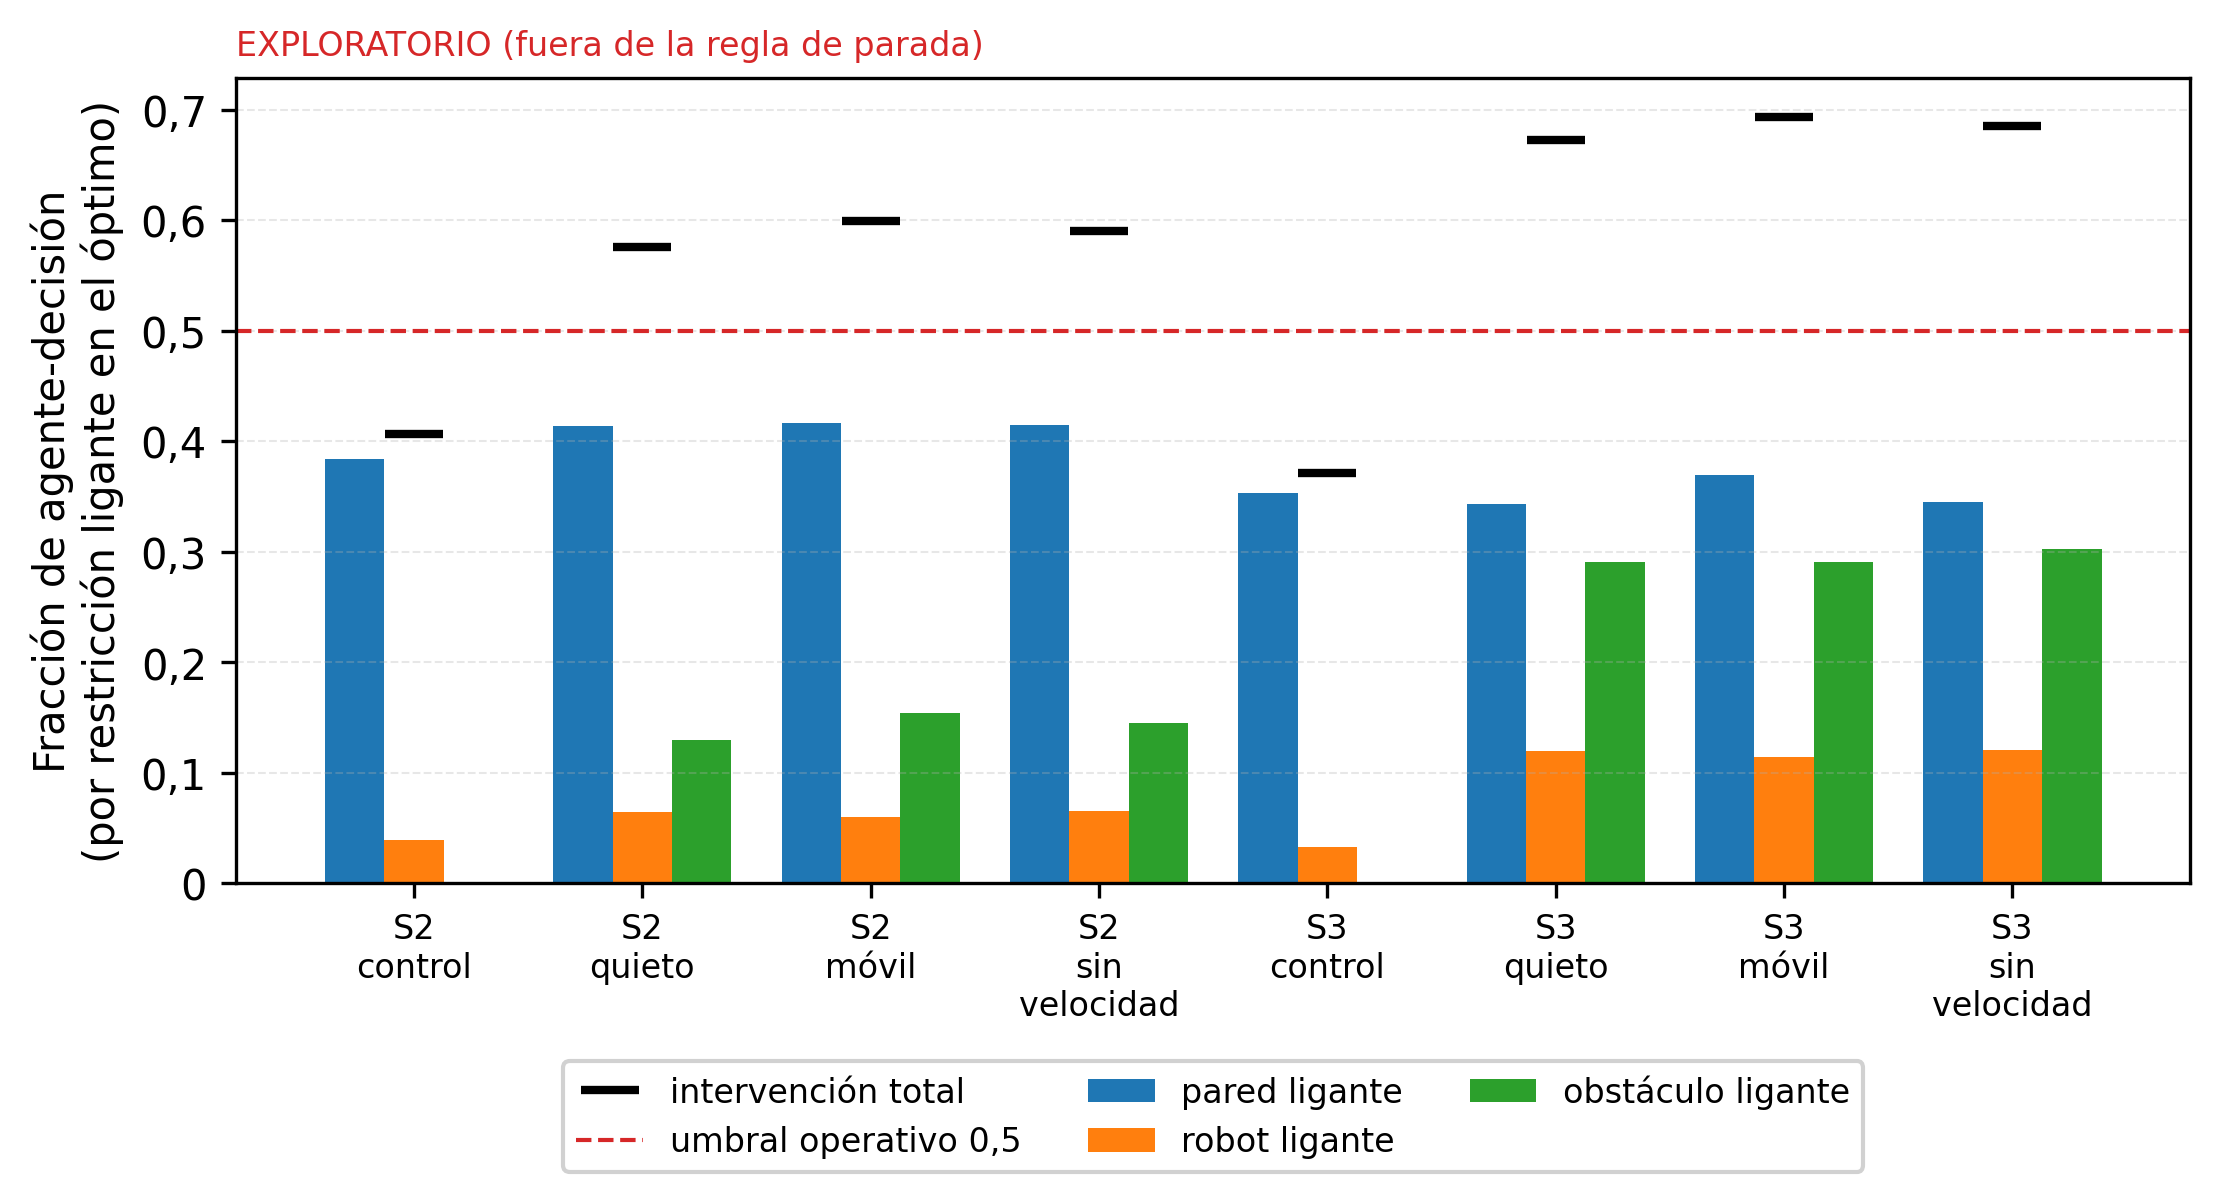 EXPLORATORIO (fuera de la regla de parada)
Fracción de agente-decisión
(por restricción ligante en el óptimo)
0,7
0,6
0,5
0,4
0,3
0,2
0,1
0
S2
control
S2
quieto
S2
móvil
S2
sin
velocidad
S3
control
S3
quieto
S3
móvil
S3
sin
velocidad
intervención total
umbral operativo 0,5
pared ligante
robot ligante
obstáculo ligante